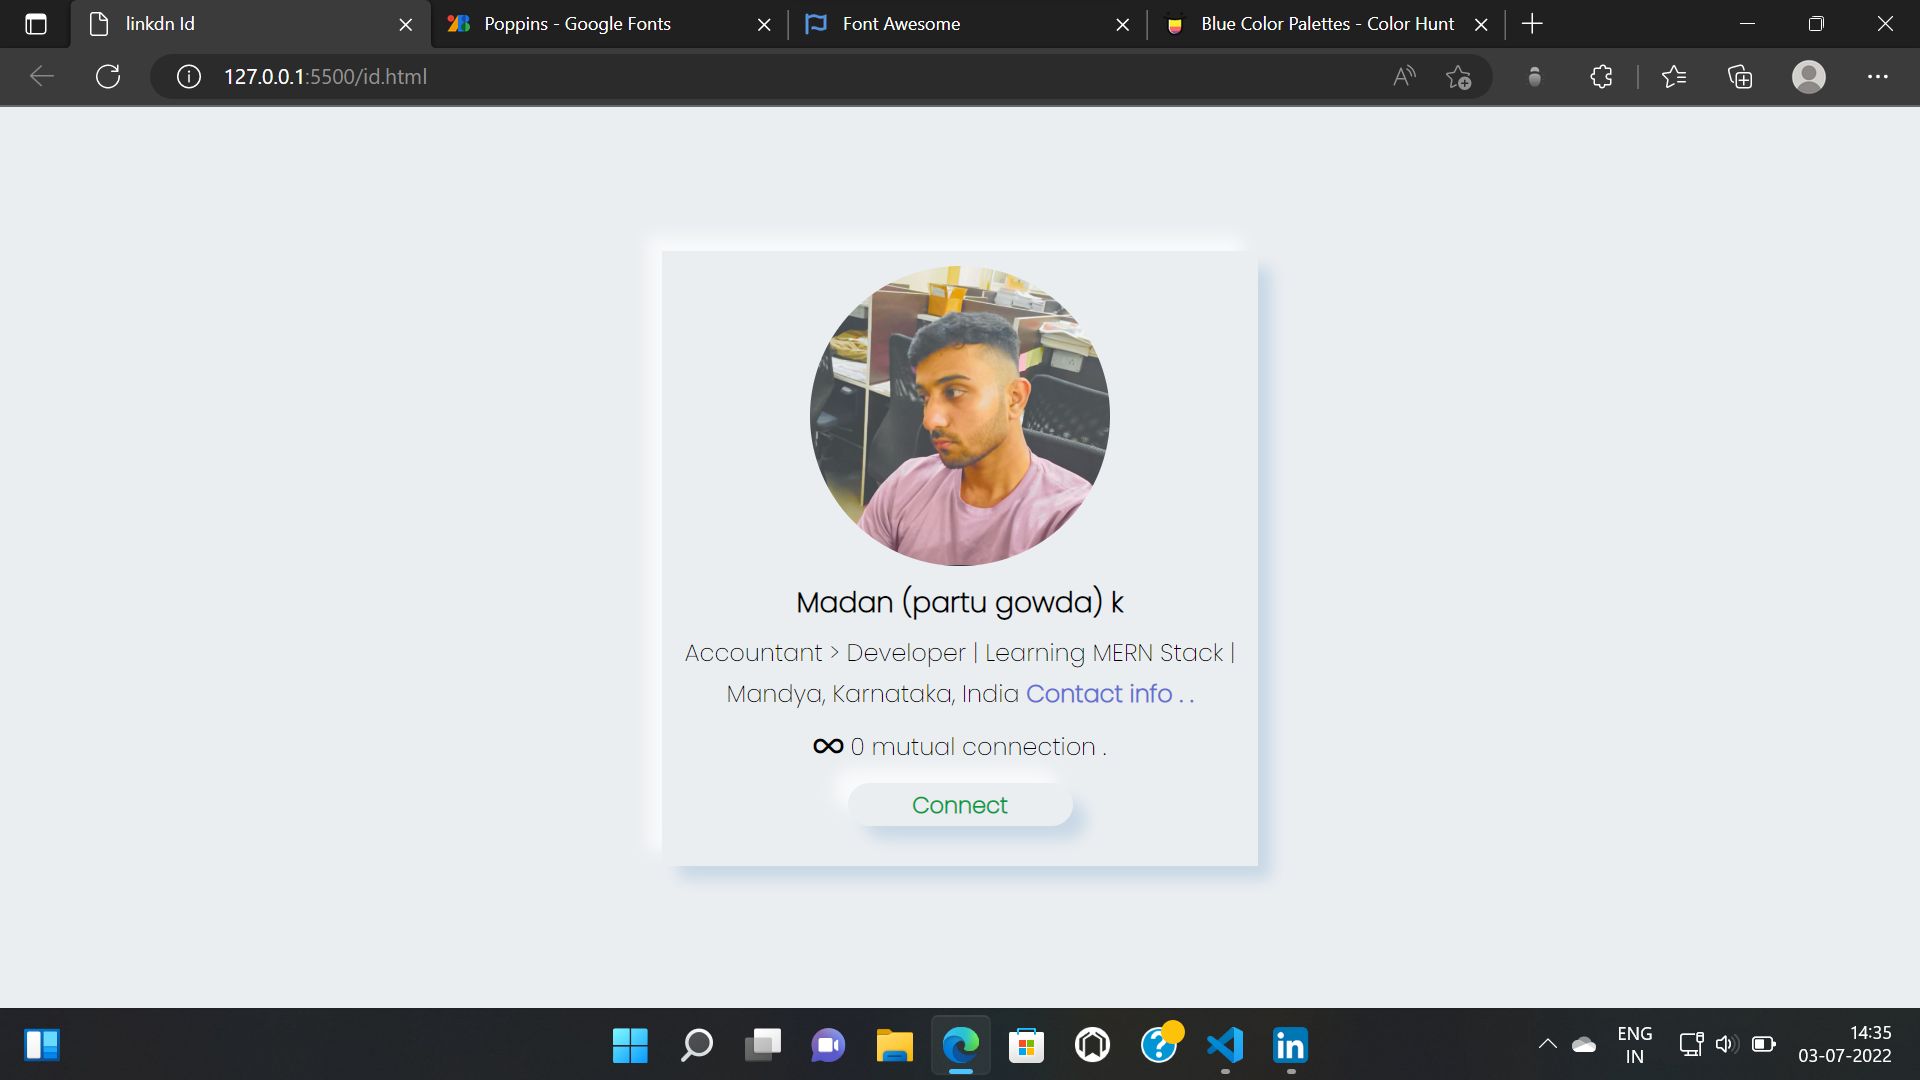 linkdn Id
Poppins - Google Fonts
Font Awesome
Blue Color Palettes - Color Hunt
127.0.0.1:5500/id.html
Madan (partu gowda) k
Accountant > Developer | Learning MERN Stack |
Mandya, Karnataka, India Contact info . .
0 mutual connection .
Connect
ENG
IN
14:35
03-07-2022